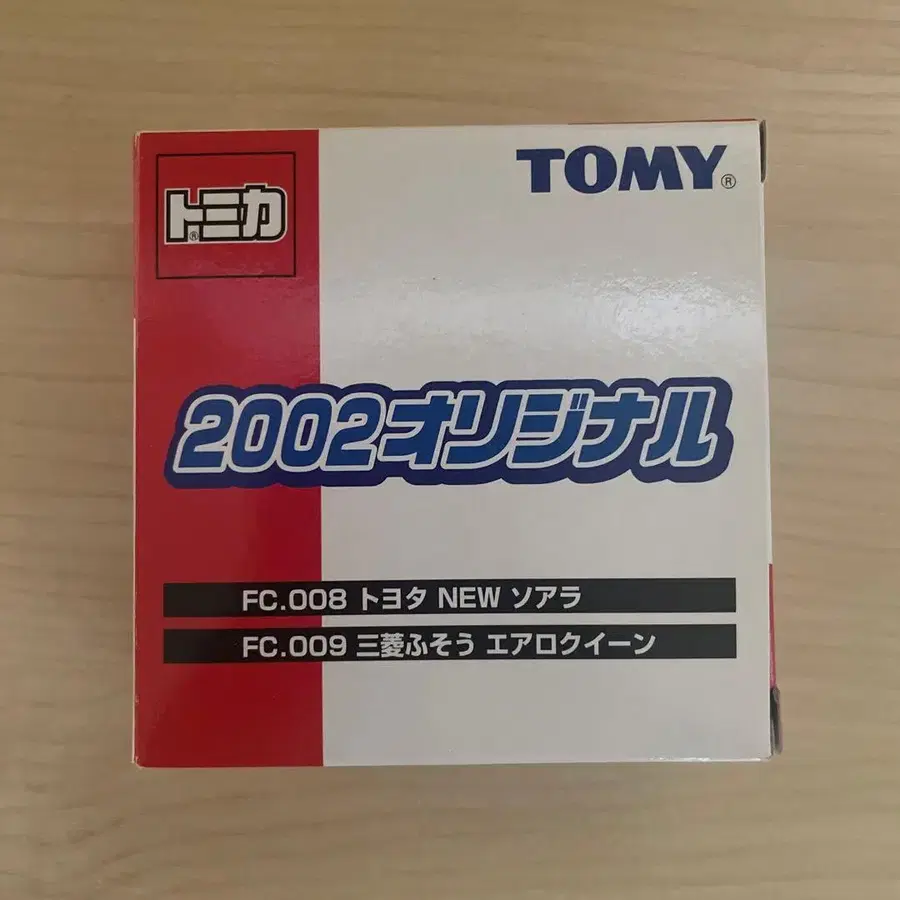 トミカ®
TOMY®
2002オリジナル
FC.008 トヨタ NEW ソアラ
FC.009 三菱ふそう エアロクイーン